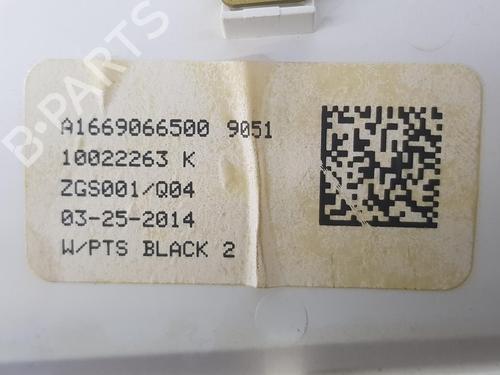 B-PARTS
A1669066500 9051
10022263 K
ZGS001/Q04
03-25-2014
W/PTS BLACK 2